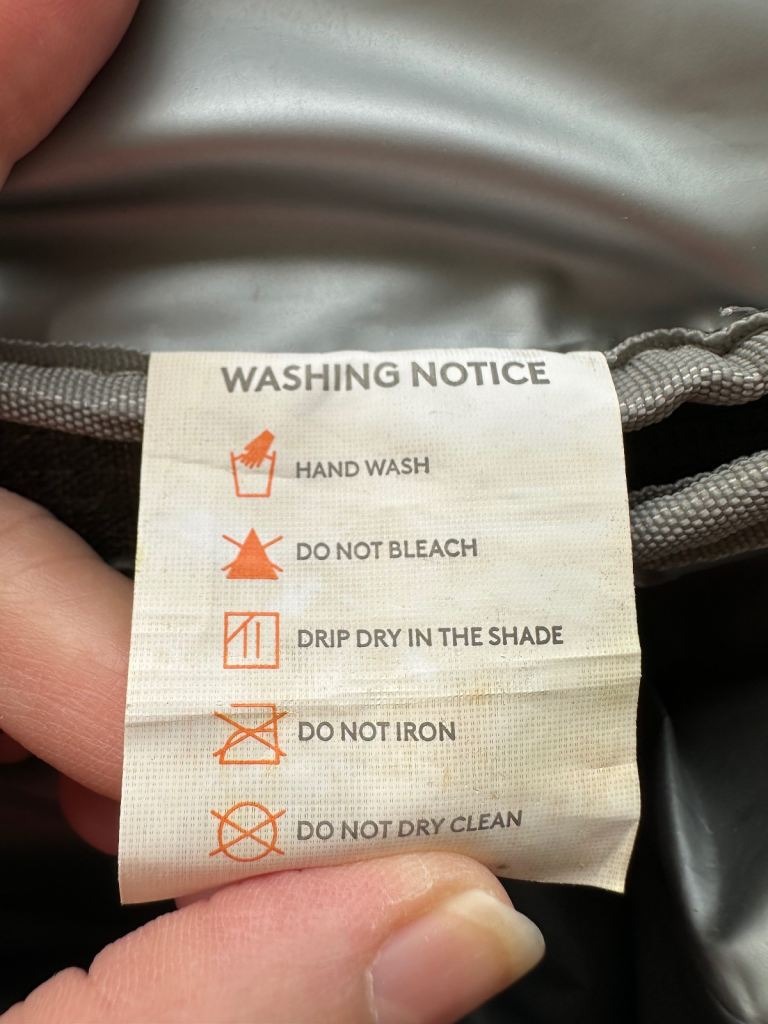 WASHING NOTICE
HAND WASH
DO NOT BLEACH
DRIP DRY IN THE SHADE
DO NOT IRON
DO NOT DRY CLEAN